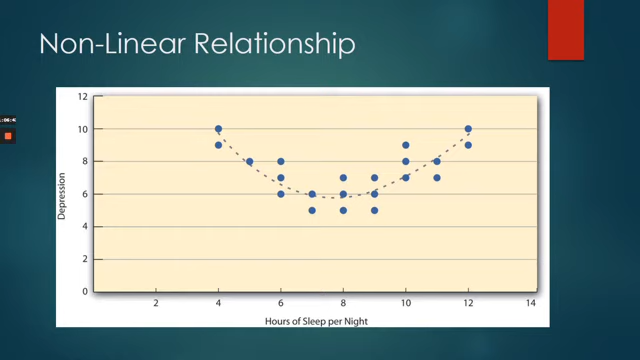 Non-Linear Relationship
12
10
8
6
4
2
0
Depression
2 4 6 8 10 12 14
Hours of Sleep per Night